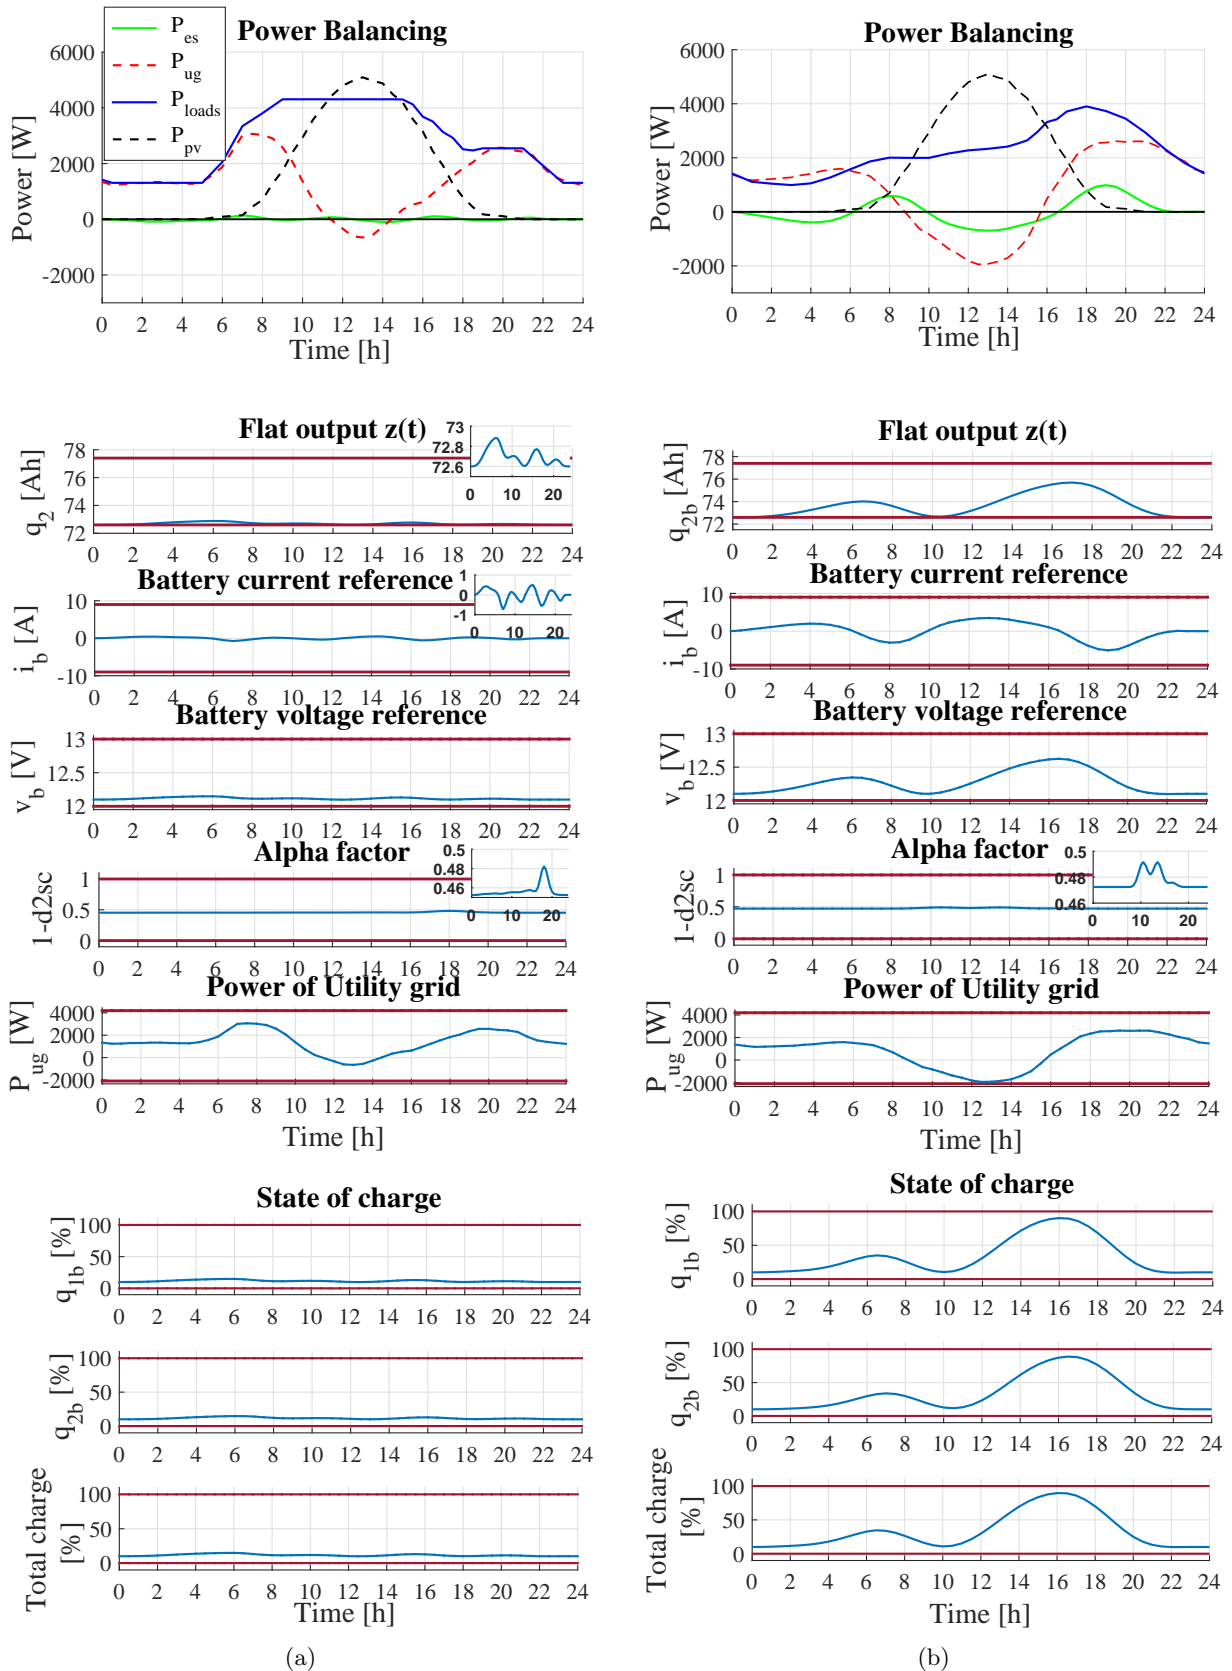 Power Balancing
P_es
P_ug
P_loads
P_pv
6000
4000
2000
0
-2000
Power [W]
0 2 4 6 8 10 12 14 16 18 20 22 24
Time [h]
Flat output z(t)
78
76
74
72
q_2 [Ah]
73
72.8
72.6
0 10 20
0 2 4 6 8 10 12 14 16 18 20 22 24
Battery current reference
10
0
-10
i_b [A]
1
0
-1
0 10 20
0 2 4 6 8 10 12 14 16 18 20 22 24
Battery voltage reference
13
12.5
12
v_b [V]
0 2 4 6 8 10 12 14 16 18 20 22 24
Alpha factor
1
0.5
0
1-d2sc
0.5
0.48
0.46
0 10 20
0 2 4 6 8 10 12 14 16 18 20 22 24
Power of Utility grid
4000
2000
0
-2000
P_ug [W]
0 2 4 6 8 10 12 14 16 18 20 22 24
Time [h]
State of charge
100
50
0
q_1b [%]
0 2 4 6 8 10 12 14 16 18 20 22 24
100
50
0
q_2b [%]
0 2 4 6 8 10 12 14 16 18 20 22 24
100
50
0
Total charge
[%]
0 2 4 6 8 10 12 14 16 18 20 22 24
Time [h]
(a)
Power Balancing
6000
4000
2000
0
-2000
Power [W]
0 2 4 6 8 10 12 14 16 18 20 22 24
Time [h]
Flat output z(t)
78
76
74
72
q_2b [Ah]
0 2 4 6 8 10 12 14 16 18 20 22 24
Battery current reference
10
0
-10
i_b [A]
0 2 4 6 8 10 12 14 16 18 20 22 24
Battery voltage reference
13
12.5
12
v_b [V]
0 2 4 6 8 10 12 14 16 18 20 22 24
Alpha factor
1
0.5
0
1-d2sc
0.5
0.48
0.46
0 10 20
0 2 4 6 8 10 12 14 16 18 20 22 24
Power of Utility grid
4000
2000
0
-2000
P_ug [W]
0 2 4 6 8 10 12 14 16 18 20 22 24
Time [h]
State of charge
100
50
0
q_1b [%]
0 2 4 6 8 10 12 14 16 18 20 22 24
100
50
0
q_2b [%]
0 2 4 6 8 10 12 14 16 18 20 22 24
100
50
0
Total charge
[%]
0 2 4 6 8 10 12 14 16 18 20 22 24
Time [h]
(b)